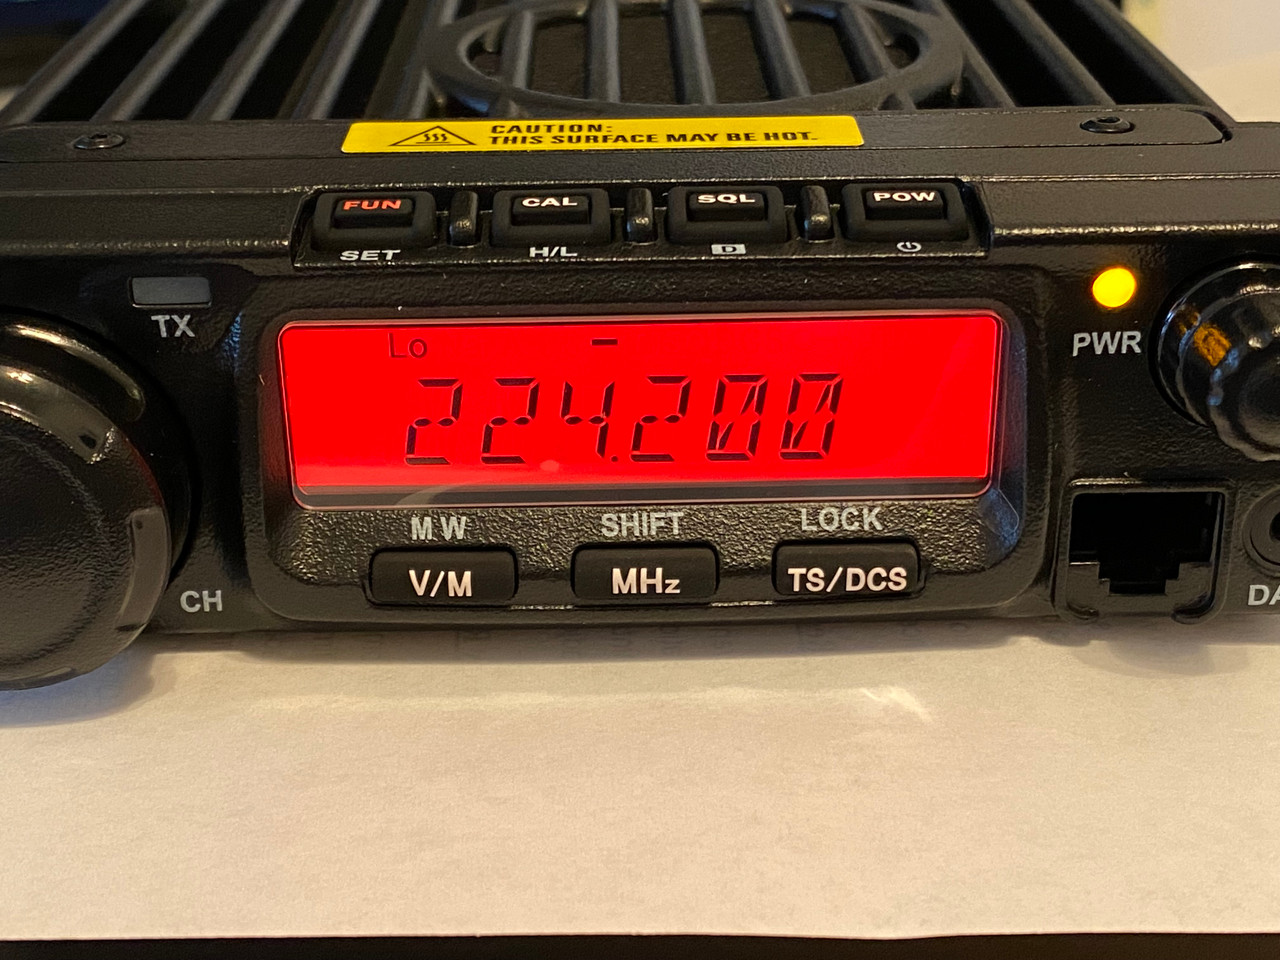 CAUTION:
THIS SURFACE MAY BE HOT.
FUN CAL SQL POW
SET H/L D
TX
PWR
Lo -
224.200
M.W SHIFT LOCK
V/M MHz TS/DCS
CH